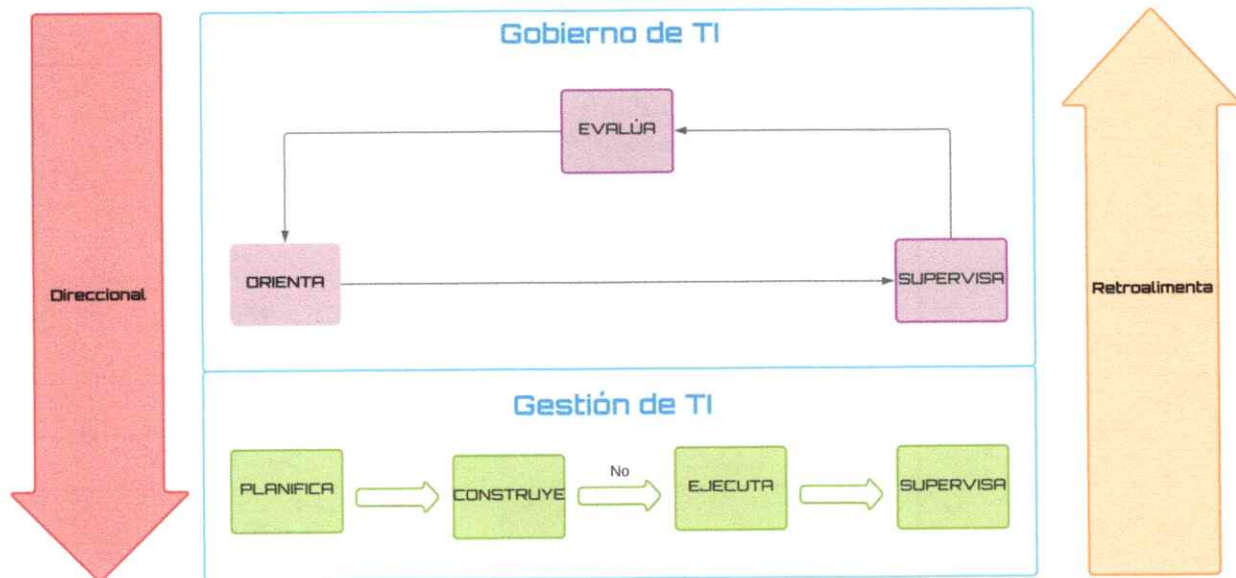 Gobierno de TI
EVALÚA
Direccional
ORIENTA
SUPERVISA
Retroalimenta
Gestión de TI
PLANIFICA
CONSTRUYE
No
EJECUTA
SUPERVISA